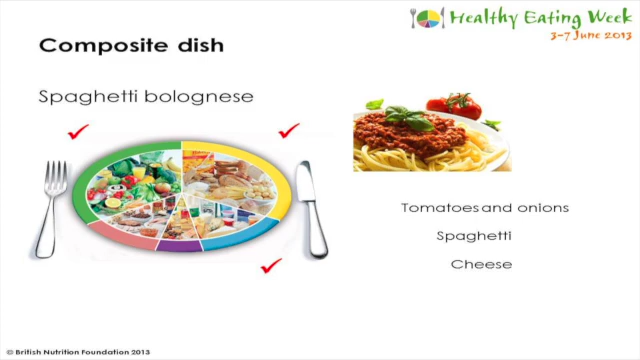 Healthy Eating Week
3-7 June 2013
Composite dish
Spaghetti bolognese
Tomatoes and onions
Spaghetti
Cheese
© British Nutrition Foundation 2013